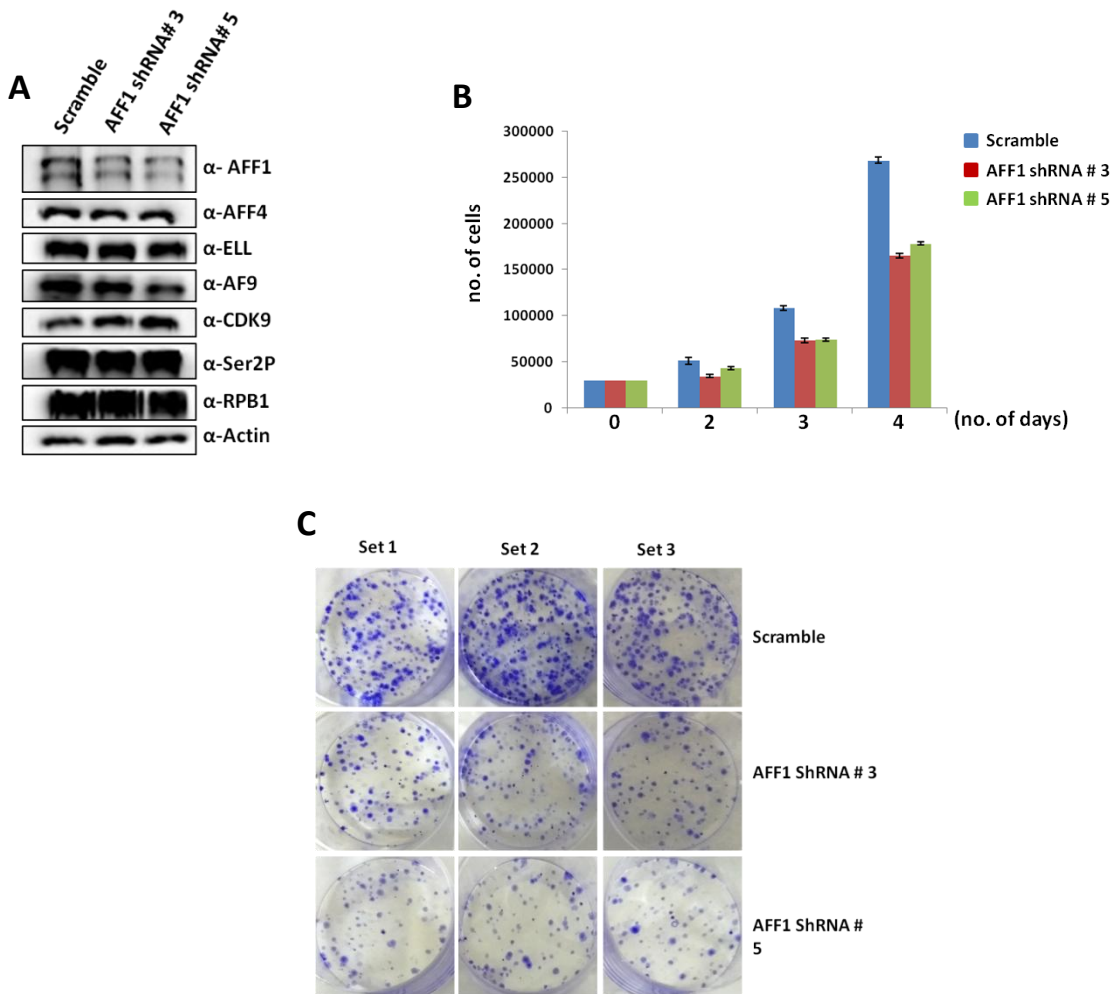 A
Scramble
AFF1 shRNA# 3
AFF1 shRNA# 5
α- AFF1
α-AFF4
α-ELL
α-AF9
α-CDK9
α-Ser2P
α-RPB1
α-Actin
B
300000
250000
200000
150000
100000
50000
0
no. of cells
0 2 3 4 (no. of days)
Scramble
AFF1 shRNA # 3
AFF1 shRNA # 5
C
Set 1 Set 2 Set 3
Scramble
AFF1 ShRNA # 3
AFF1 ShRNA #
5